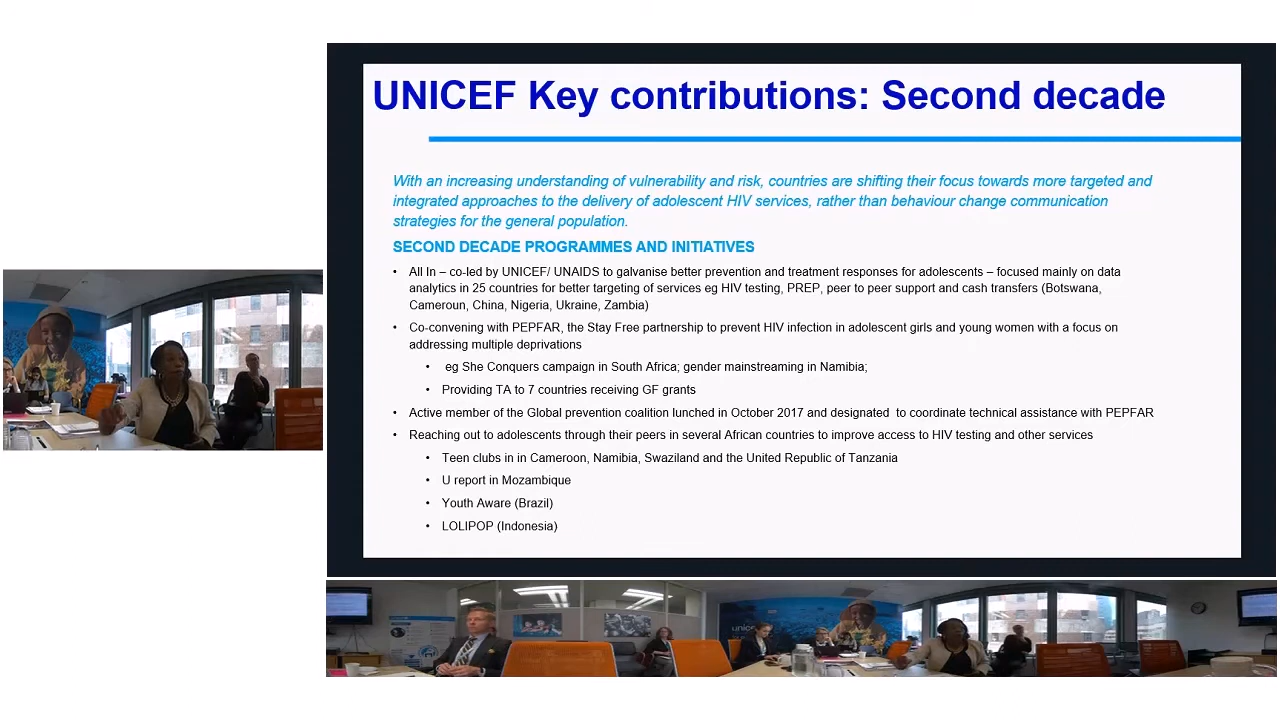 UNICEF Key contributions: Second decade
With an increasing understanding of vulnerability and risk, countries are shifting their focus towards more targeted and
integrated approaches to the delivery of adolescent HIV services, rather than behaviour change communication
strategies for the general population.
SECOND DECADE PROGRAMMES AND INITIATIVES
• All In – co-led by UNICEF/ UNAIDS to galvanise better prevention and treatment responses for adolescents – focused mainly on data
analytics in 25 countries for better targeting of services eg HIV testing, PREP, peer to peer support and cash transfers (Botswana,
Cameroun, China, Nigeria, Ukraine, Zambia)
• Co-convening with PEPFAR, the Stay Free partnership to prevent HIV infection in adolescent girls and young women with a focus on
addressing multiple deprivations
• eg She Conquers campaign in South Africa; gender mainstreaming in Namibia;
• Providing TA to 7 countries receiving GF grants
• Active member of the Global prevention coalition lunched in October 2017 and designated to coordinate technical assistance with PEPFAR
• Reaching out to adolescents through their peers in several African countries to improve access to HIV testing and other services
• Teen clubs in in Cameroon, Namibia, Swaziland and the United Republic of Tanzania
• U report in Mozambique
• Youth Aware (Brazil)
• LOLIPOP (Indonesia)
unicef